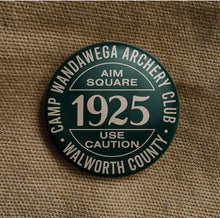 CAMP WANDAWEGA ARCHERY CLUB
AIM
SQUARE
1925
USE
CAUTION
• WALWORTH COUNTY •